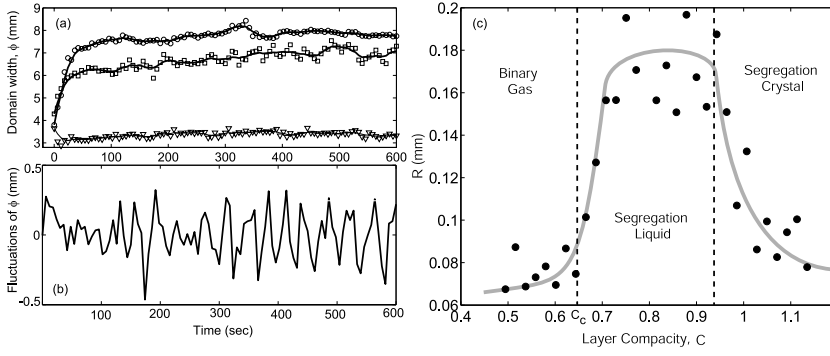 (a)
Domain width, ϕ (mm)
8
7
6
5
4
3
0 100 200 300 400 500 600
(b)
Fluctuations of ϕ (mm)
0.5
0
-0.5
0 100 200 300 400 500 600
Time (sec)
(c)
R (mm)
0.2
0.18
0.16
0.14
0.12
0.1
0.08
0.06
Binary
Gas
Segregation
Crystal
Segregation
Liquid
0.4 0.5 0.6 Cc 0.7 0.8 0.9 1 1.1
Layer Compacity, C